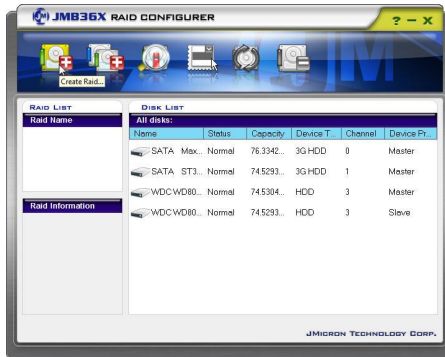 JMB36X RAID CONFIGURER
? – X
Create Raid...
RAID LIST
Raid Name
Raid Information
DISK LIST
All disks:
Name Status Capacity Device T... Channel Device Pr...
SATA Max... Normal 76.3342... 3G HDD 0 Master
SATA ST3... Normal 74.5293... 3G HDD 1 Master
WDC WD80... Normal 74.5304... HDD 3 Master
WDC WD80... Normal 74.5293... HDD 3 Slave
JMICRON TECHNOLOGY CORP.